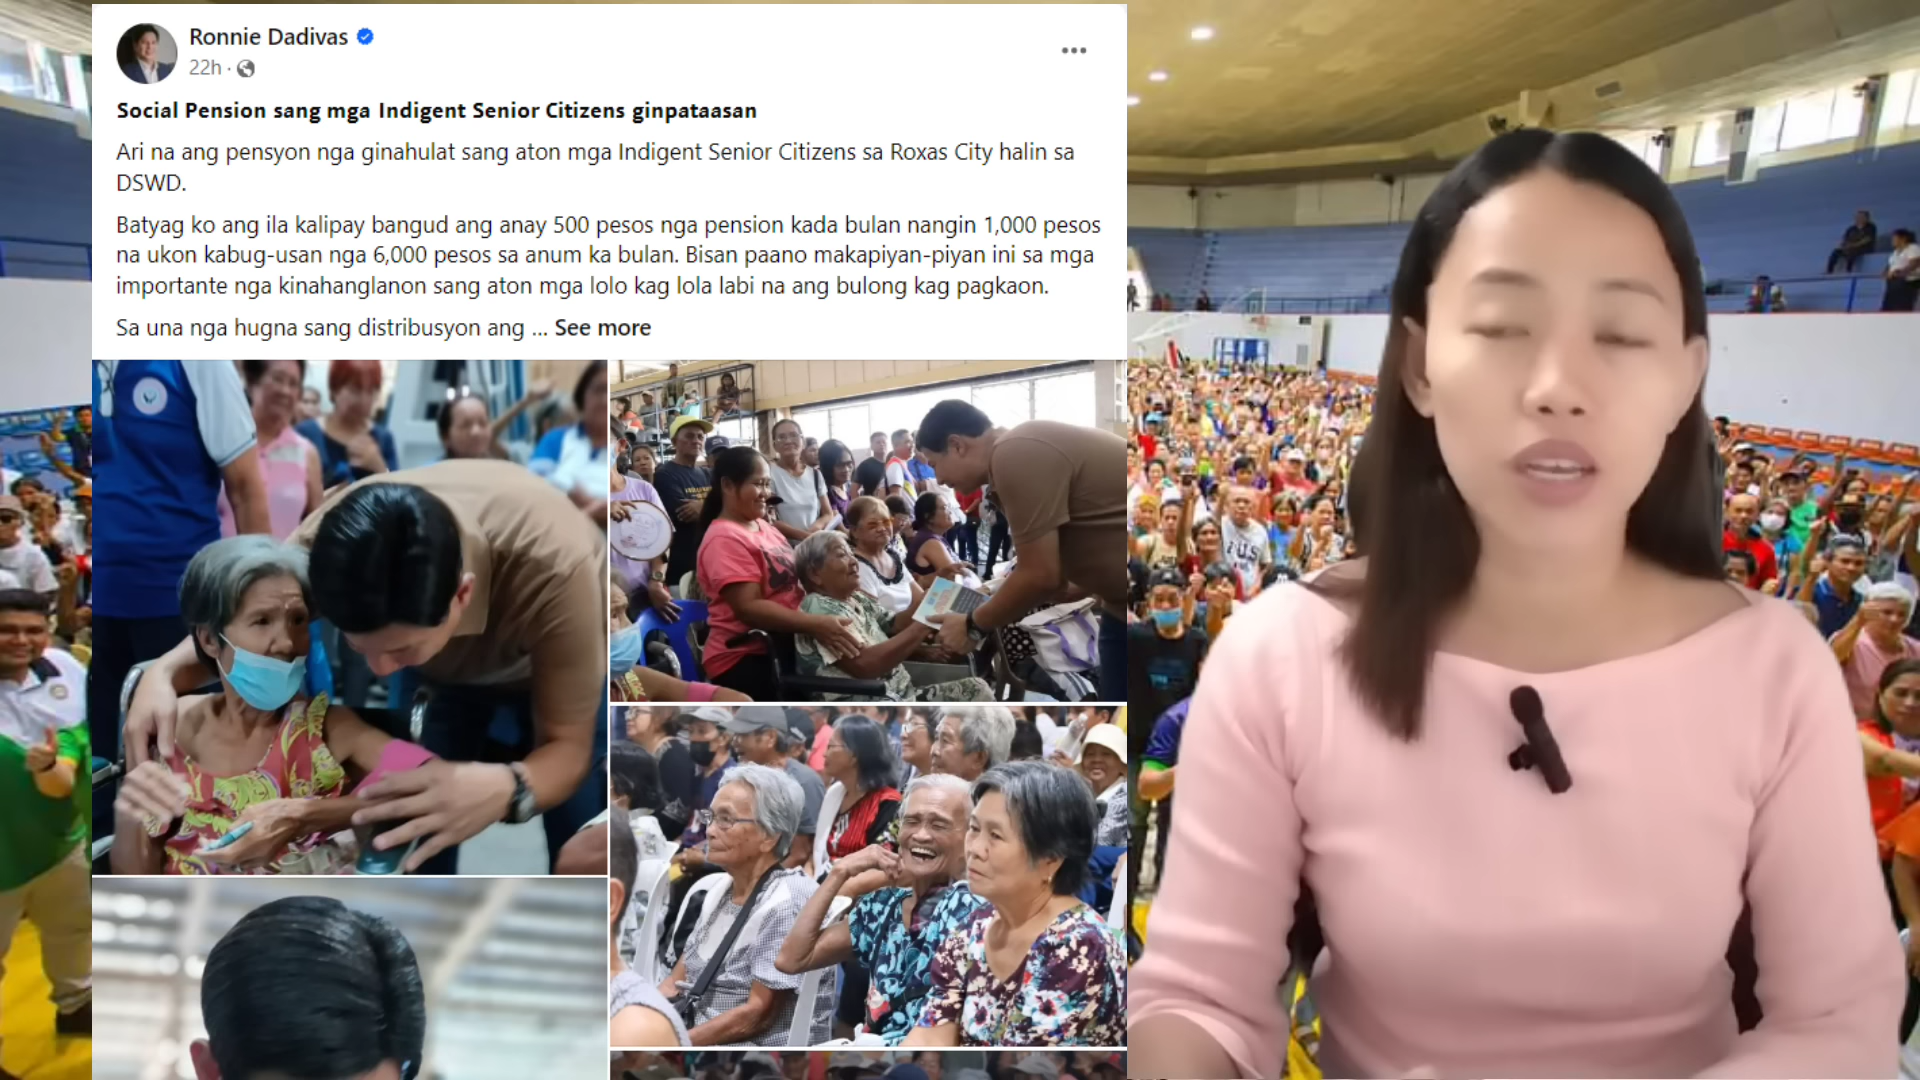 Ronnie Dadivas
22h ·
Social Pension sang mga Indigent Senior Citizens ginpataasan
Ari na ang pensyon nga ginahulat sang aton mga Indigent Senior Citizens sa Roxas City halin sa
DSWD.
Batyag ko ang ila kalipay bangud ang anay 500 pesos nga pension kada bulan nangin 1,000 pesos
na ukon kabug-usan nga 6,000 pesos sa anum ka bulan. Bisan paano makapiyan-piyan ini sa mga
importante nga kinahanglanon sang aton mga lolo kag lola labi na ang bulong kag pagkaon.
Sa una nga hugna sang distribusyon ang ... See more